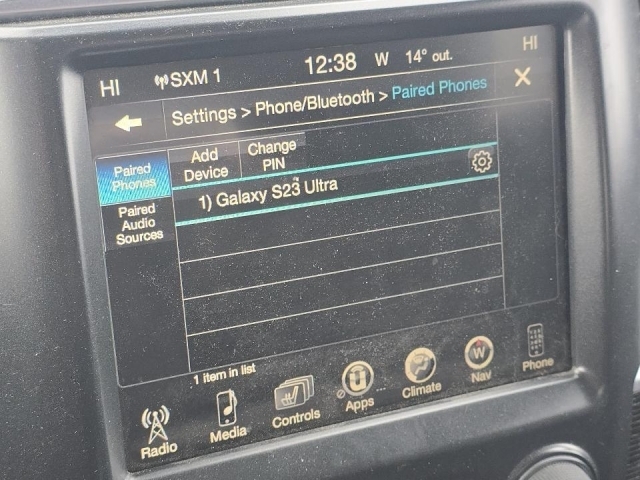 HI SXM 1 12:38 W 14° out. HI
Settings > Phone/Bluetooth > Paired Phones
Paired
Phones
Add
Device
Change
PIN
1) Galaxy S23 Ultra
Paired
Audio
Sources
1 item in list
Radio Media Controls Apps Climate Nav Phone
W